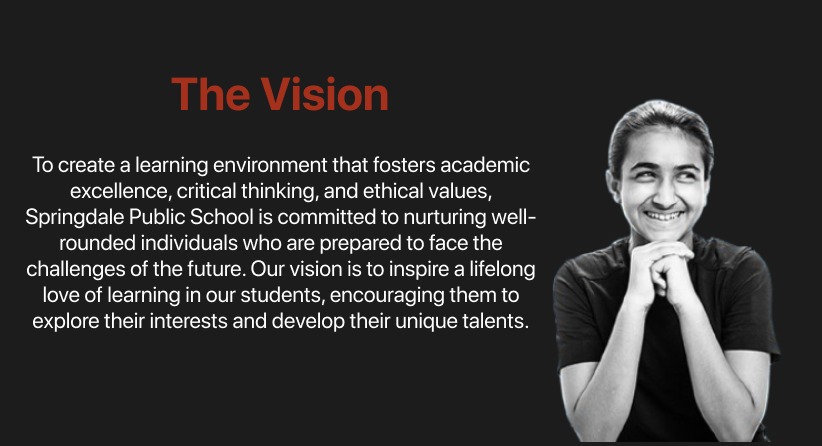 The Vision
To create a learning environment that fosters academic
excellence, critical thinking, and ethical values,
Springdale Public School is committed to nurturing well-
rounded individuals who are prepared to face the
challenges of the future. Our vision is to inspire a lifelong
love of learning in our students, encouraging them to
explore their interests and develop their unique talents.